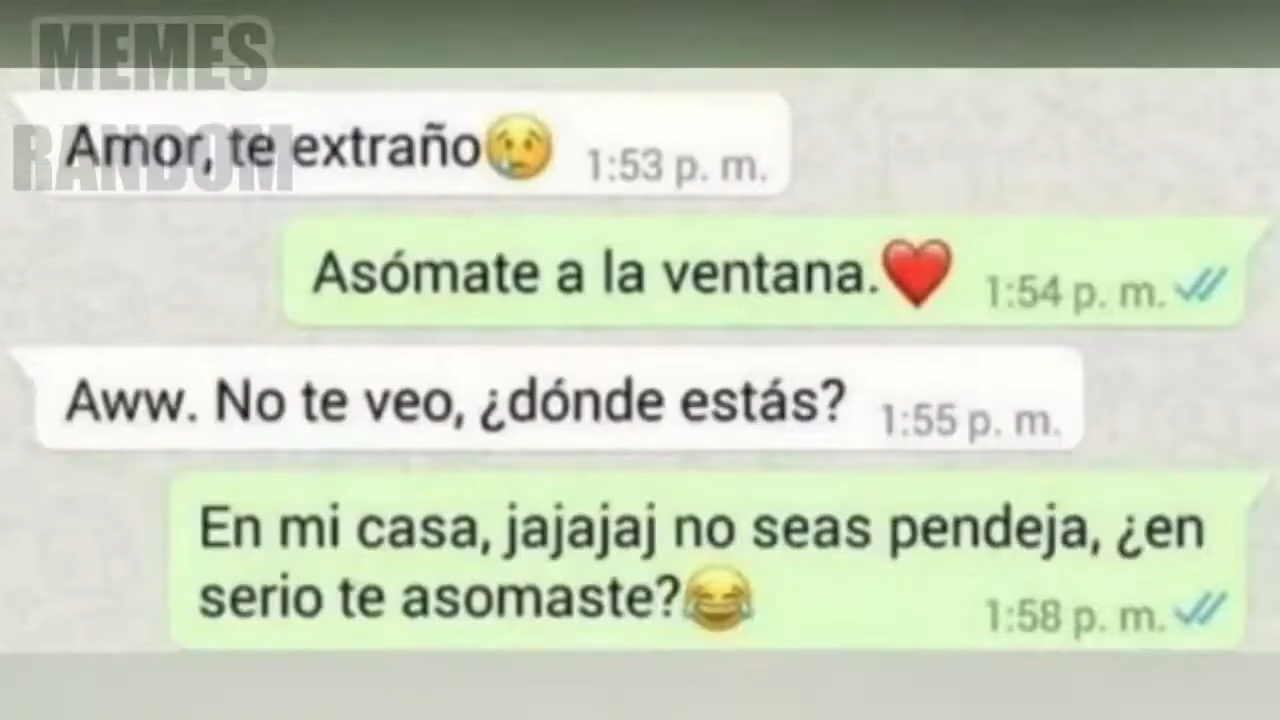 MEMES
RANDOM
Amor, te extraño😢 1:53 p. m.
Asómate a la ventana.❤️ 1:54 p. m.
Aww. No te veo, ¿dónde estás? 1:55 p. m.
En mi casa, jajajaj no seas pendeja, ¿en
serio te asomaste?😂 1:58 p. m.